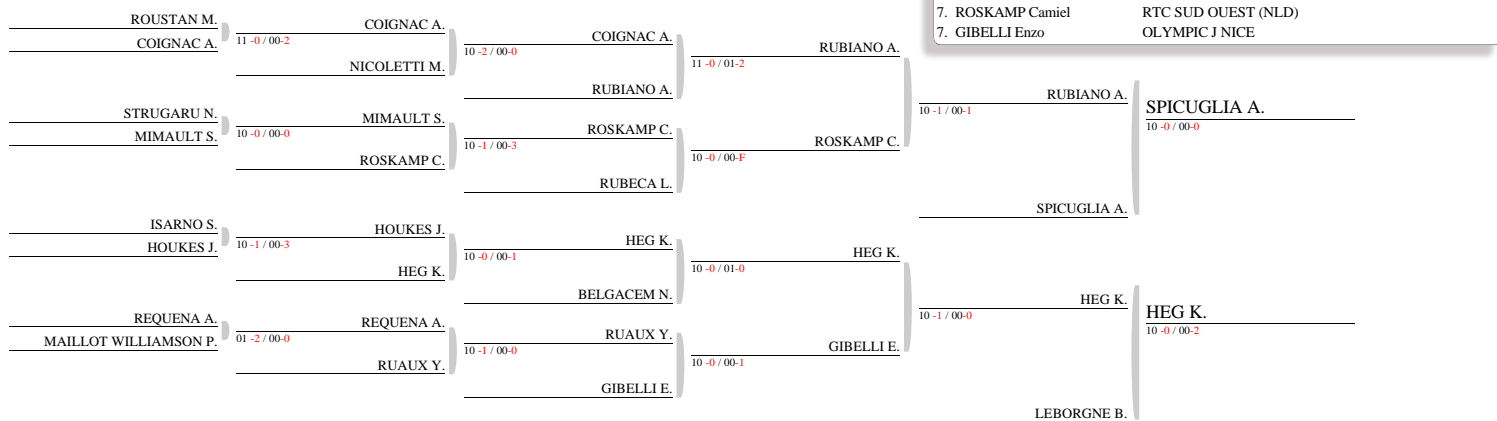 7. ROSKAMP Camiel RTC SUD OUEST (NLD)
7. GIBELLI Enzo OLYMPIC J NICE
ROUSTAN M.
COIGNAC A.
11 -0 / 00-2
COIGNAC A.
NICOLETTI M.
10 -2 / 00-0
COIGNAC A.
RUBIANO A.
11 -0 / 01-2
RUBIANO A.
STRUGARU N.
MIMAULT S.
10 -0 / 00-0
MIMAULT S.
ROSKAMP C.
10 -1 / 00-3
ROSKAMP C.
RUBECA L.
10 -0 / 00-F
ROSKAMP C.
10 -1 / 00-1
RUBIANO A.
SPICUGLIA A.
SPICUGLIA A.
10 -0 / 00-0
ISARNO S.
HOUKES J.
10 -1 / 00-3
HOUKES J.
HEG K.
10 -0 / 00-1
HEG K.
BELGACEM N.
10 -0 / 01-0
HEG K.
REQUENA A.
MAILLOT WILLIAMSON P.
01 -2 / 00-0
REQUENA A.
RUAUX Y.
10 -1 / 00-0
RUAUX Y.
GIBELLI E.
10 -0 / 00-1
GIBELLI E.
10 -1 / 00-0
HEG K.
LEBORGNE B.
HEG K.
10 -0 / 00-2